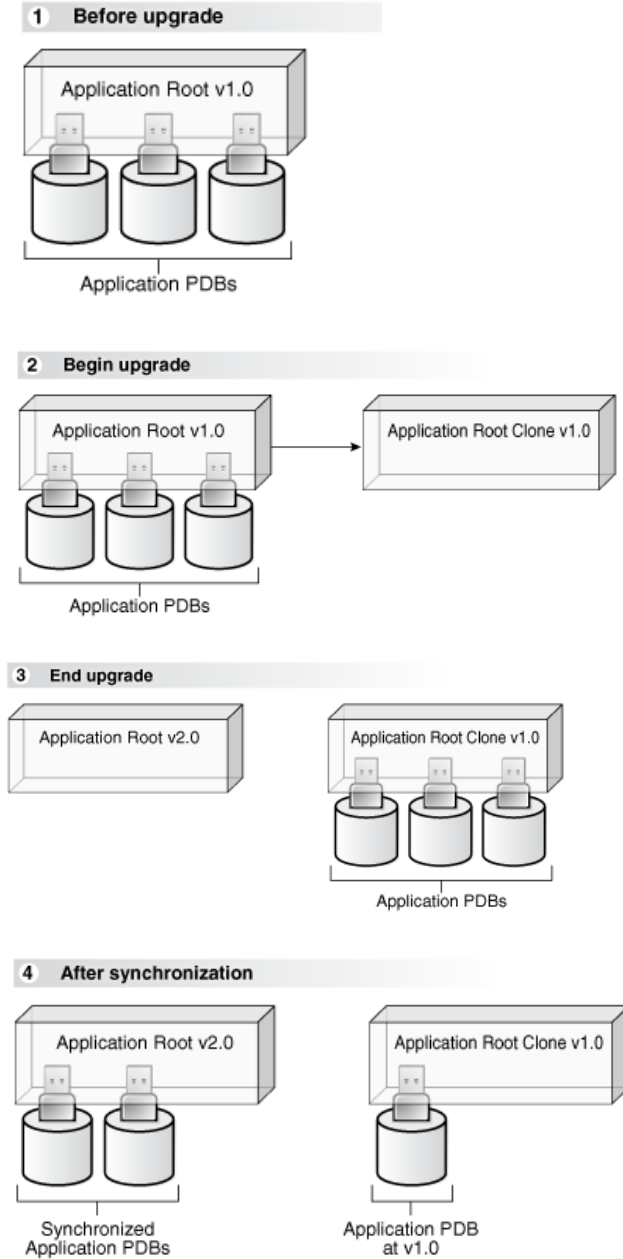 1 Before upgrade
Application Root v1.0
Application PDBs
2 Begin upgrade
Application Root v1.0
Application Root Clone v1.0
Application PDBs
3 End upgrade
Application Root v2.0
Application Root Clone v1.0
Application PDBs
4 After synchronization
Application Root v2.0
Application Root Clone v1.0
Synchronized
Application PDBs
Application PDB
at v1.0